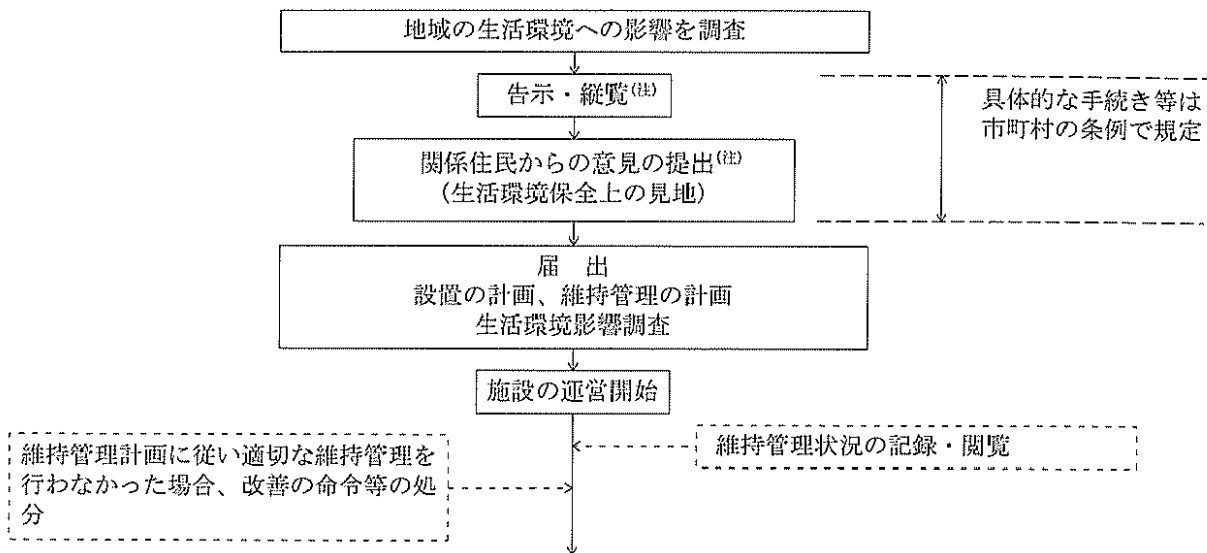 地域の生活環境への影響を調査
告示・縦覧(注)
具体的な手続き等は
市町村の条例で規定
関係住民からの意見の提出(注)
(生活環境保全上の見地)
届 出
設置の計画、維持管理の計画
生活環境影響調査
施設の運営開始
維持管理状況の記録・閲覧
維持管理計画に従い適切な維持管理を
行わなかった場合、改善の命令等の処
分